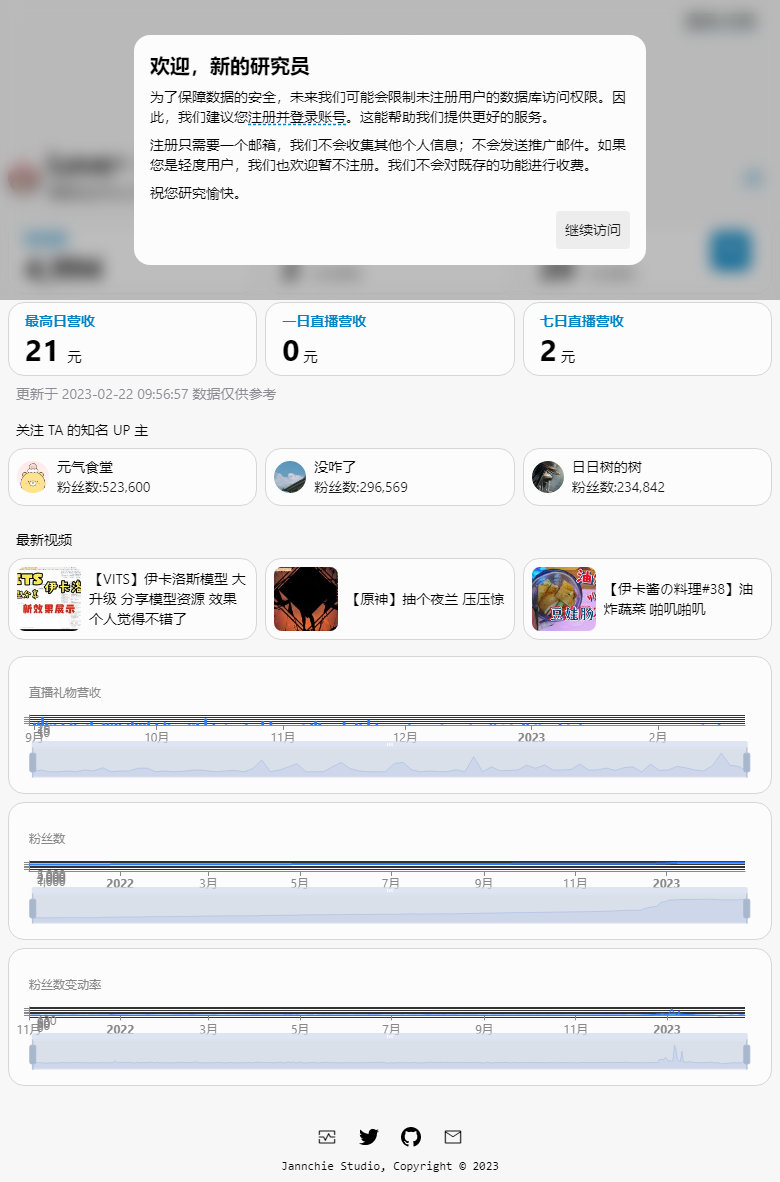 欢迎，新的研究员
为了保障数据的安全，未来我们可能会限制未注册用户的数据库访问权限。因
此，我们建议您注册并登录账号。这能帮助我们提供更好的服务。
注册只需要一个邮箱，我们不会收集其他个人信息；不会发送推广邮件。如果
您是轻度用户，我们也欢迎暂不注册。我们不会对既存的功能进行收费。
祝您研究愉快。
继续访问
最高日营收
21 元
一日直播营收
0 元
七日直播营收
2 元
更新于 2023-02-22 09:56:57 数据仅供参考
关注 TA 的知名 UP 主
元气食堂
粉丝数:523,600
没咋了
粉丝数:296,569
日日树的树
粉丝数:234,842
最新视频
新效果展示
【VITS】伊卡洛斯模型 大
升级 分享模型资源 效果
个人觉得不错了
【原神】抽个夜兰 压压惊
【伊卡酱の料理#38】油
炸蔬菜 啪叽啪叽
直播礼物营收
9月 10月 11月 12月 2023 2月
粉丝数
2022 3月 5月 7月 9月 11月 2023
粉丝数变动率
11月 2022 3月 5月 7月 9月 11月 2023
Jannchie Studio, Copyright © 2023